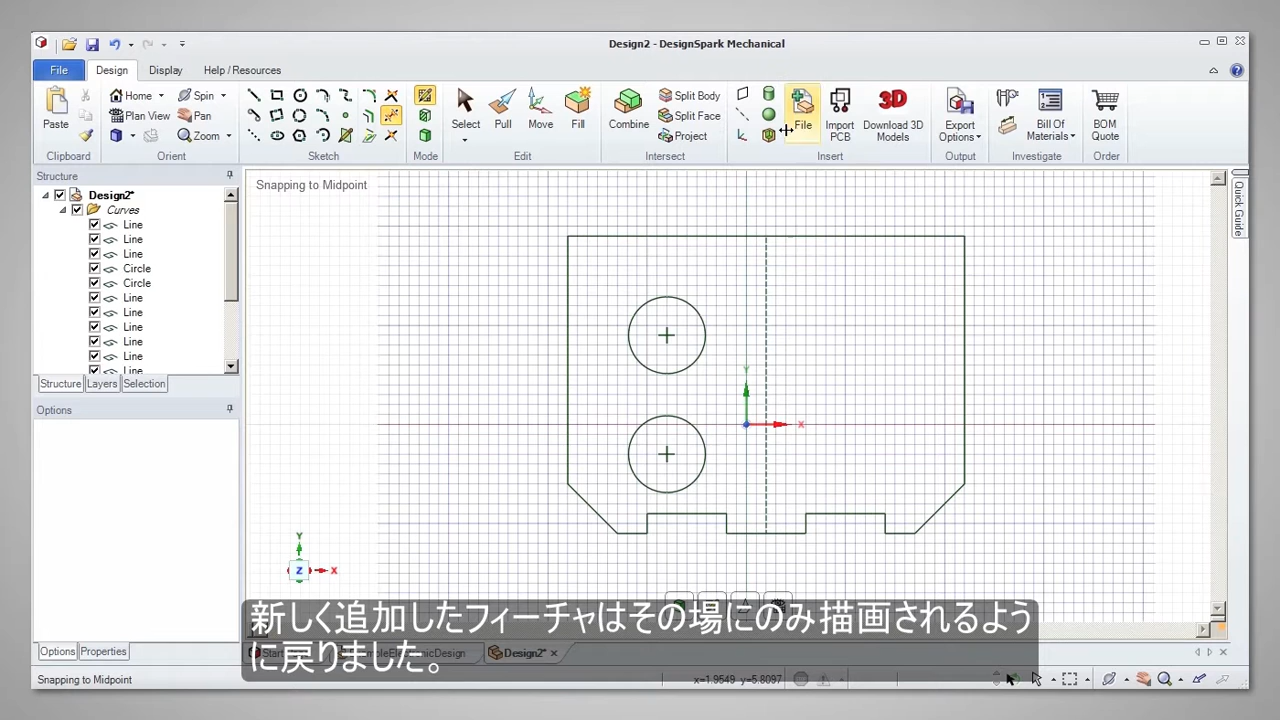 Design2 - DesignSpark Mechanical
File Design Display Help / Resources
Paste
Clipboard
Home Spin
Plan View Pan
Zoom
Orient
Sketch
Mode
Select Pull Move Fill
Edit
Combine
Split Body
Split Face
Project
Intersect
File Import PCB Download 3D Models
3D
Insert
Export Options
Output
Bill Of Materials
Investigate
BOM Quote
Order
Structure
Design2*
Curves
Line
Line
Line
Circle
Circle
Line
Line
Line
Line
Line
Line
Structure Layers Selection
Options
Options Properties
Snapping to Midpoint
Quick Guide
Y
X
Y
Z X
新しく追加したフィーチャはその場にのみ描画されるよう
に戻りました。
Design2*
Snapping to Midpoint
x=1.9549 y=5.8097